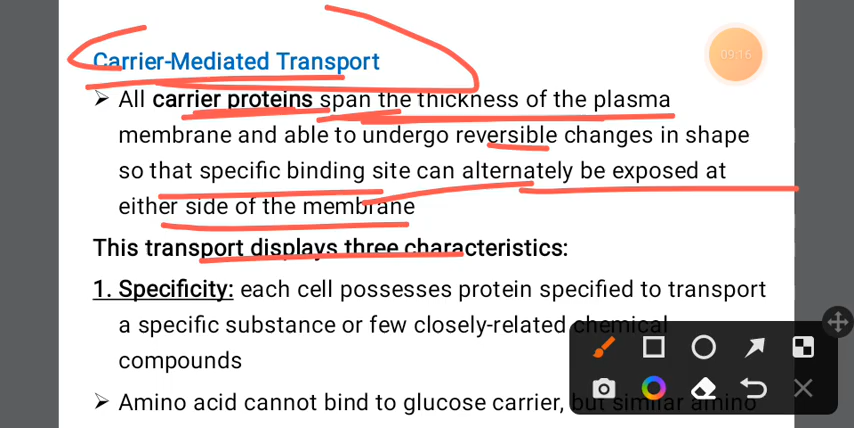 Carrier-Mediated Transport
09:16
➤ All carrier proteins span the thickness of the plasma
membrane and able to undergo reversible changes in shape
so that specific binding site can alternately be exposed at
either side of the membrane
This transport displays three characteristics:
1. Specificity: each cell possesses protein specified to transport
a specific substance or few closely-related chemical
compounds
➤ Amino acid cannot bind to glucose carrier, but similar amino